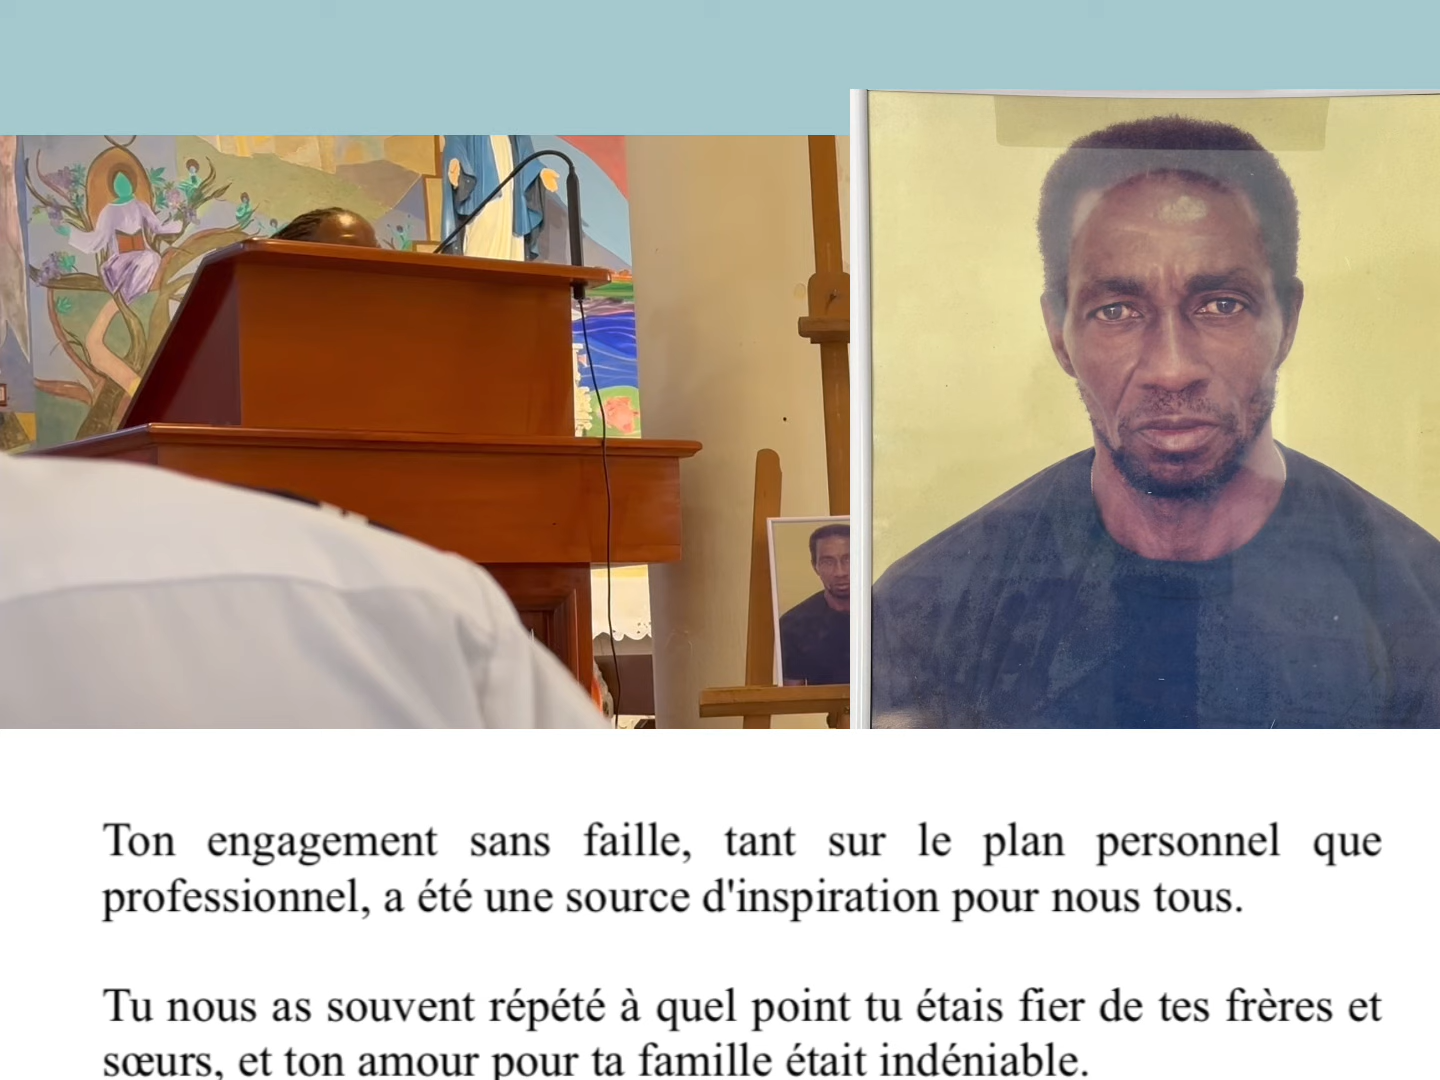 Ton engagement sans faille, tant sur le plan personnel que
professionnel, a été une source d'inspiration pour nous tous.
Tu nous as souvent répété à quel point tu étais fier de tes frères et
sœurs, et ton amour pour ta famille était indéniable.